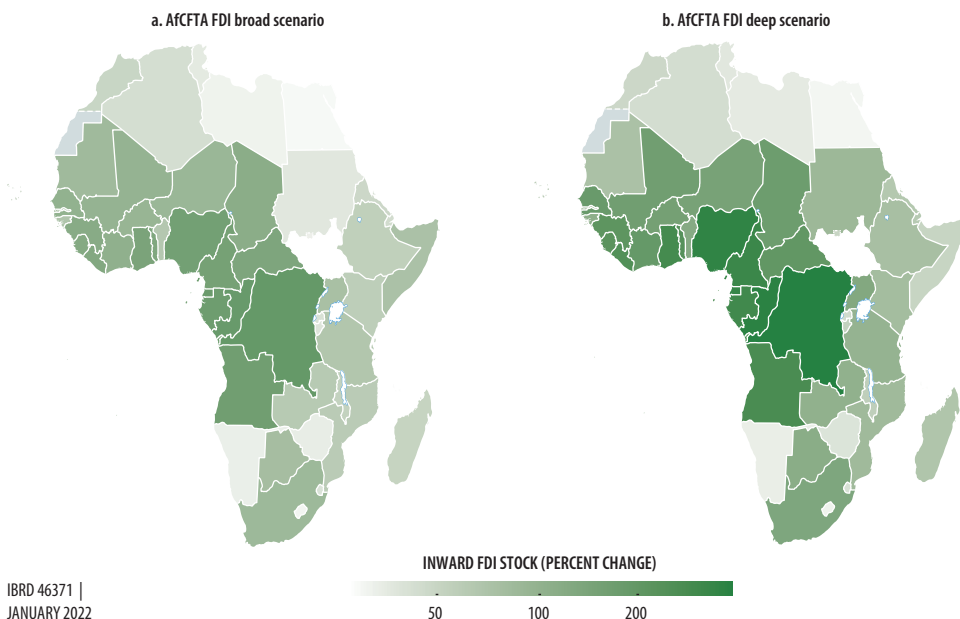 a. AfCFTA FDI broad scenario
b. AfCFTA FDI deep scenario
INWARD FDI STOCK (PERCENT CHANGE)
50
100
200
IBRD 46371 |
JANUARY 2022